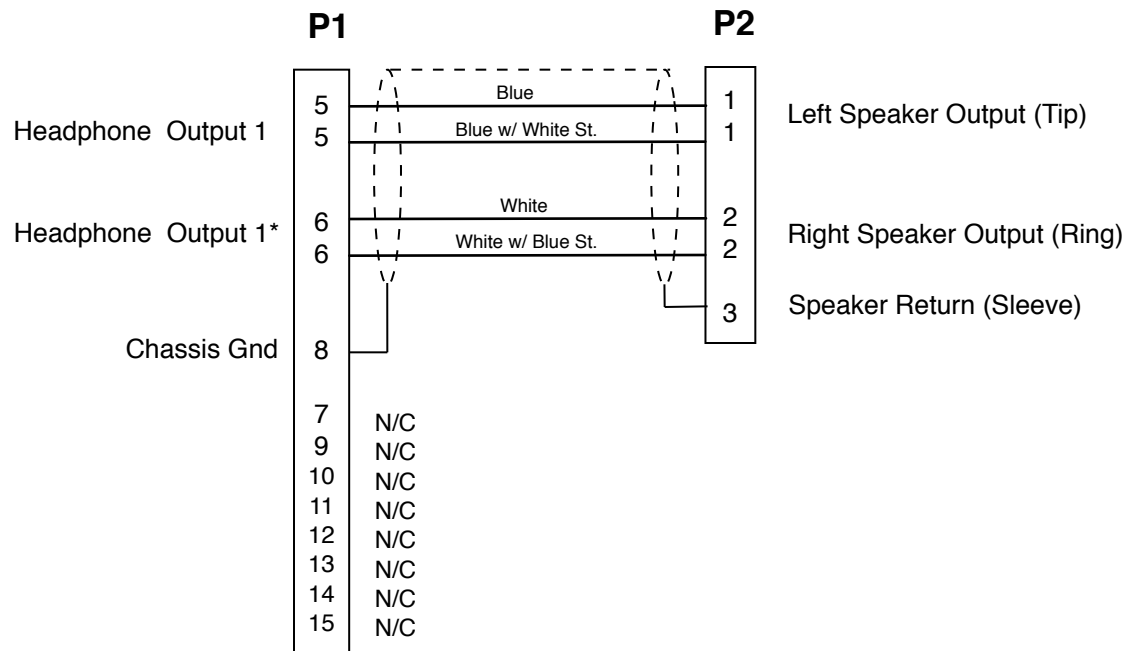 P1 P2
5 Blue 1 Left Speaker Output (Tip)
Headphone Output 1 5 Blue w/ White St. 1
6 White 2
Headphone Output 1* Right Speaker Output (Ring)
6 White w/ Blue St. 2
3 Speaker Return (Sleeve)
Chassis Gnd 8
7 N/C
9 N/C
10 N/C
11 N/C
12 N/C
13 N/C
14 N/C
15 N/C